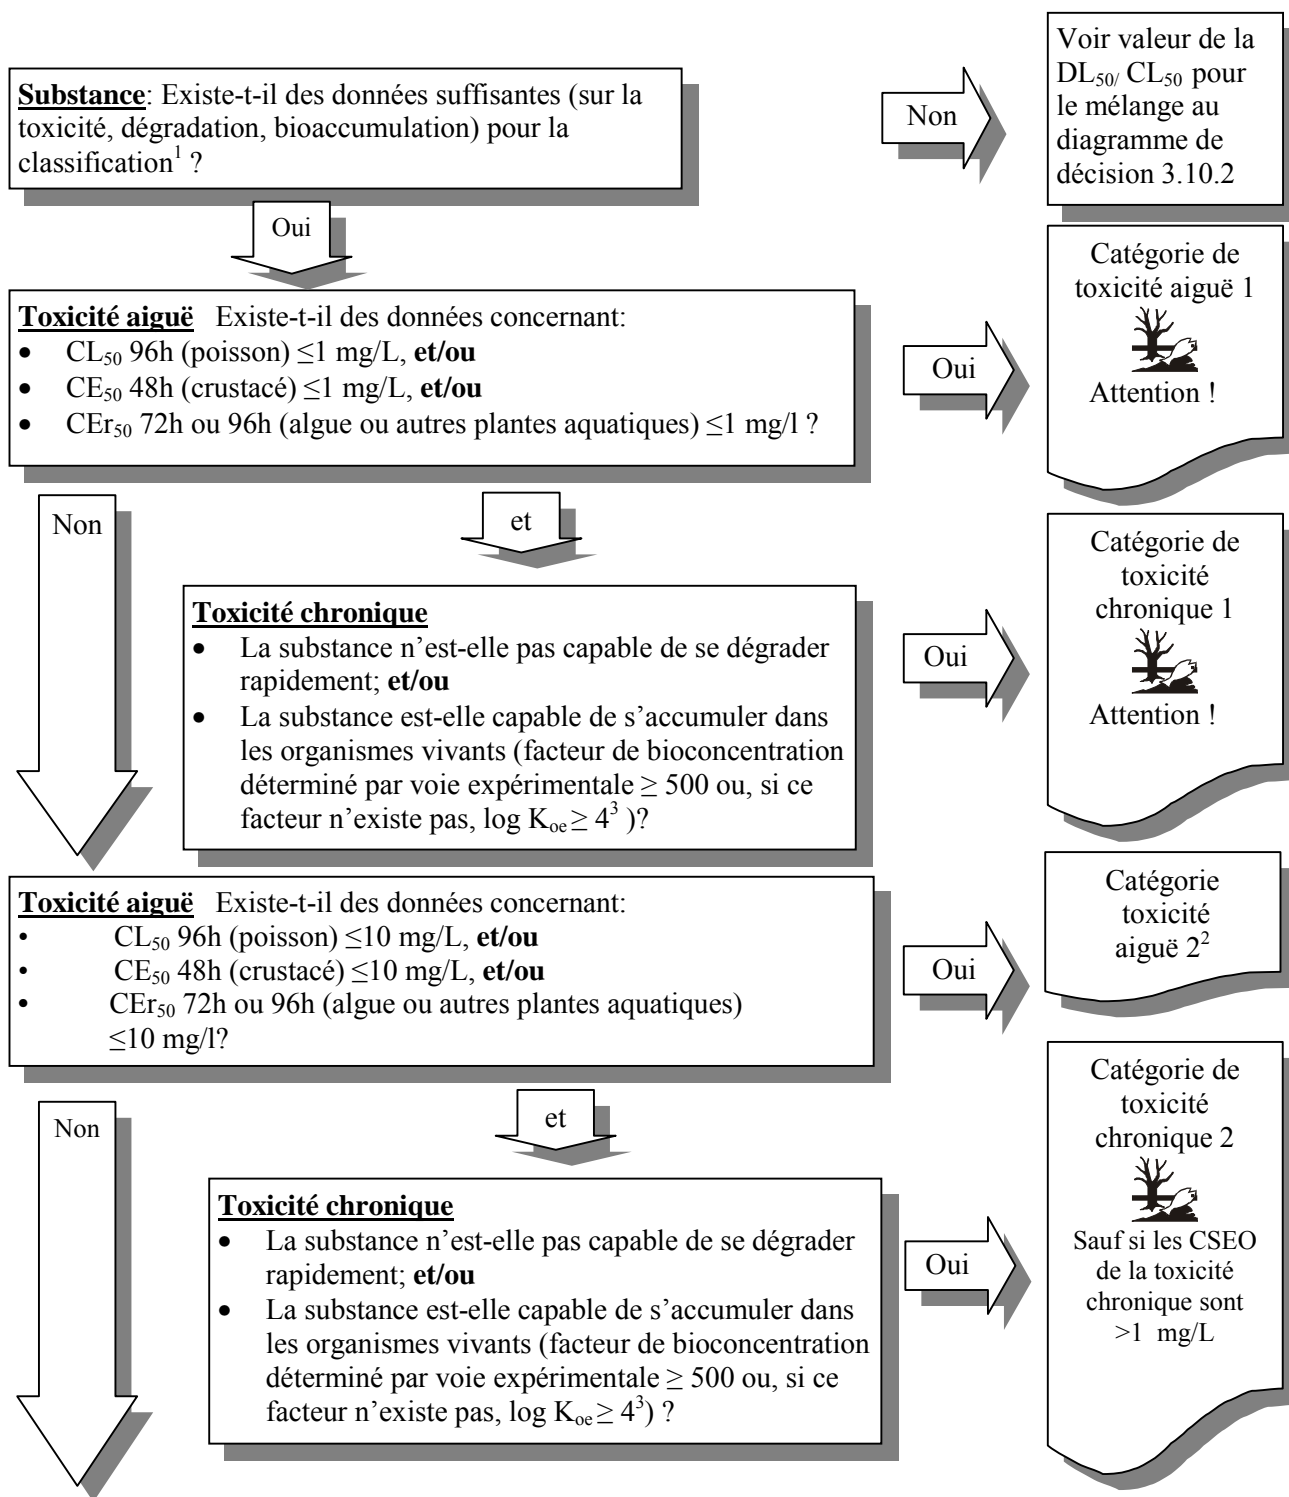 Substance: Existe-t-il des données suffisantes (sur la
toxicité, dégradation, bioaccumulation) pour la
classification¹ ?
Non
Voir valeur de la
DL₅₀/ CL₅₀ pour
le mélange au
diagramme de
décision 3.10.2
Oui
Toxicité aiguë Existe-t-il des données concernant:
• CL₅₀ 96h (poisson) ≤1 mg/L, et/ou
• CE₅₀ 48h (crustacé) ≤1 mg/L, et/ou
• CEr₅₀ 72h ou 96h (algue ou autres plantes aquatiques) ≤1 mg/l ?
Oui
Catégorie de
toxicité aiguë 1
Attention !
Non
et
Toxicité chronique
• La substance n’est-elle pas capable de se dégrader
rapidement; et/ou
• La substance est-elle capable de s’accumuler dans
les organismes vivants (facteur de bioconcentration
déterminé par voie expérimentale ≥ 500 ou, si ce
facteur n’existe pas, log Kₒₑ ≥ 4³ )?
Oui
Catégorie de
toxicité
chronique 1
Attention !
Toxicité aiguë Existe-t-il des données concernant:
• CL₅₀ 96h (poisson) ≤10 mg/L, et/ou
• CE₅₀ 48h (crustacé) ≤10 mg/L, et/ou
• CEr₅₀ 72h ou 96h (algue ou autres plantes aquatiques)
≤10 mg/l?
Oui
Catégorie
toxicité
aiguë 2²
Non
et
Toxicité chronique
• La substance n’est-elle pas capable de se dégrader
rapidement; et/ou
• La substance est-elle capable de s’accumuler dans
les organismes vivants (facteur de bioconcentration
déterminé par voie expérimentale ≥ 500 ou, si ce
facteur n’existe pas, log Kₒₑ ≥ 4³) ?
Oui
Catégorie de
toxicité
chronique 2
Sauf si les CSEO
de la toxicité
chronique sont
>1 mg/L